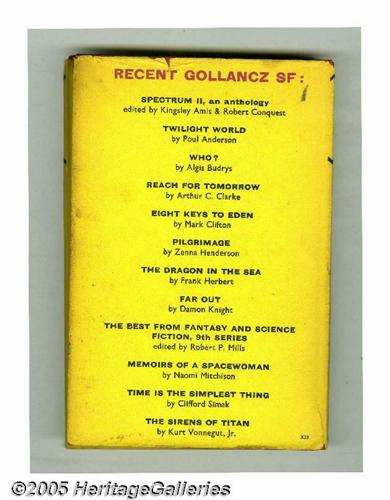 RECENT GOLLANCZ SF:
SPECTRUM II, an anthology
edited by Kingsley Amis & Robert Conquest
TWILIGHT WORLD
by Poul Anderson
WHO?
by Algis Budrys
REACH FOR TOMORROW
by Arthur C. Clarke
EIGHT KEYS TO EDEN
by Mark Clifton
PILGRIMAGE
by Zenna Henderson
THE DRAGON IN THE SEA
by Frank Herbert
FAR OUT
by Damon Knight
THE BEST FROM FANTASY AND SCIENCE
FICTION, 9th SERIES
edited by Robert P. Mills
MEMOIRS OF A SPACEWOMAN
by Naomi Mitchison
TIME IS THE SIMPLEST THING
by Clifford Simak
THE SIRENS OF TITAN
by Kurt Vonnegut, Jr.
©2005 HeritageGalleries